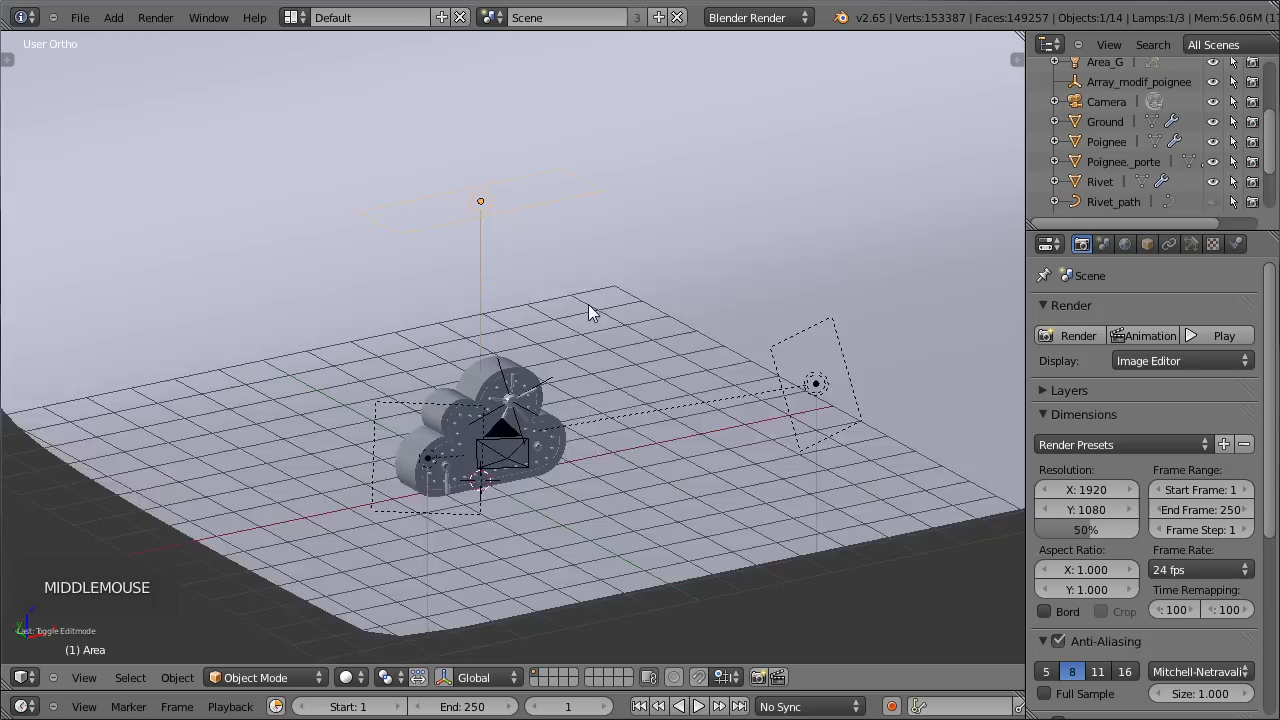 File Add Render Window Help Default Scene 3 Blender Render v2.65 | Verts:153387 | Faces:149257 | Objects:1/14 | Lamps:1/3 | Mem:56.06M (1
User Ortho
View Search All Scenes
Area_G
Array_modif_poignee
Camera
Ground
Poignee
Poignee._porte
Rivet
Rivet_path
Scene
Render
Render Animation Play
Display: Image Editor
Layers
Dimensions
Render Presets
Resolution: Frame Range:
X: 1920 Start Frame: 1
Y: 1080 End Frame: 250
50% Frame Step: 1
Aspect Ratio: Frame Rate:
X: 1.000 24 fps
Y: 1.000 Time Remapping:
Bord Crop : 100 : 100
Anti-Aliasing
5 8 11 16 Mitchell-Netravali
Full Sample Size: 1.000
MIDDLEMOUSE
Last: Toggle Editmode
z
(1) Area
View Select Object Object Mode Global
View Marker Frame Playback Start: 1 End: 250 1 No Sync